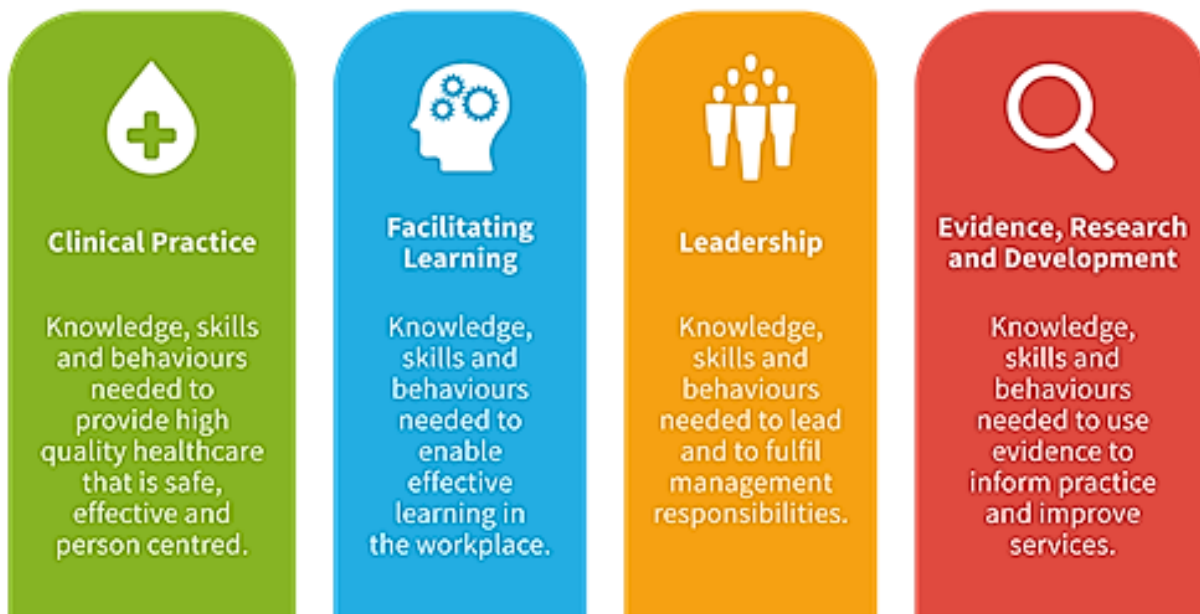 Clinical Practice
Knowledge, skills
and behaviours
needed to
provide high
quality healthcare
that is safe,
effective and
person centred.
Facilitating
Learning
Knowledge,
skills and
behaviours
needed to
enable
effective
learning in
the workplace.
Leadership
Knowledge,
skills and
behaviours
needed to lead
and to fulfil
management
responsibilities.
Evidence, Research
and Development
Knowledge,
skills and
behaviours
needed to use
evidence to
inform practice
and improve
services.